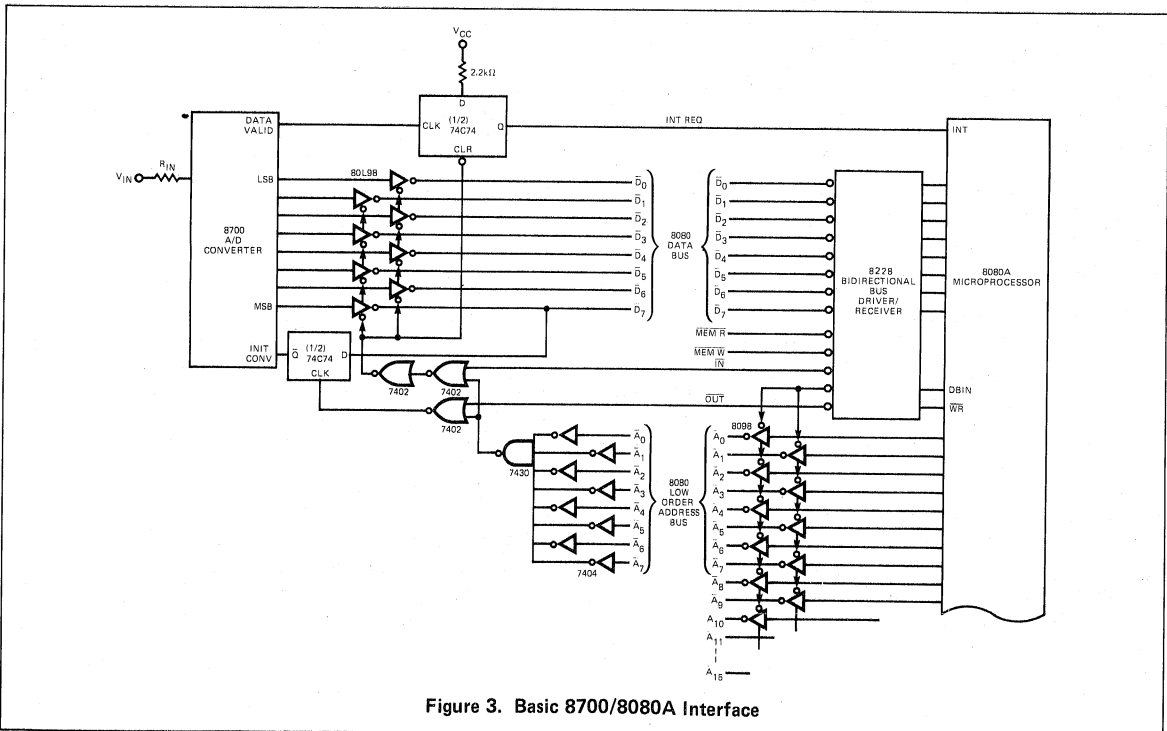 VCC
2.2kΩ
D
(1/2)
74C74
CLK
Q
CLR
INT REQ
INT
DATA
VALID
RIN
VIN
LSB
80L98
8700
A/D
CONVERTER
MSB
INIT
CONV
(1/2)
74C74
Q̄
D
CLK
D̄0
D̄1
D̄2
D̄3
D̄4
D̄5
D̄6
D̄7
8080
DATA
BUS
D̄0
D̄1
D̄2
D̄3
D̄4
D̄5
D̄6
D̄7
8228
BIDIRECTIONAL
BUS
DRIVER/
RECEIVER
8080A
MICROPROCESSOR
MEM R
MEM W
IN
OUT
DBIN
WR
7402
7402
7402
7430
7404
Ā0
Ā1
Ā2
Ā3
Ā4
Ā5
Ā6
Ā7
8080
LOW
ORDER
ADDRESS
BUS
8098
Ā0
Ā1
Ā2
Ā3
A4
Ā5
Ā6
Ā7
Ā8
A9
A10
A11
A15
Figure 3. Basic 8700/8080A Interface